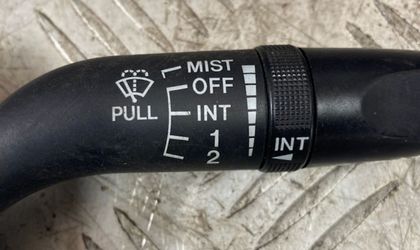 MIST
OFF
PULL INT
1
INT
2